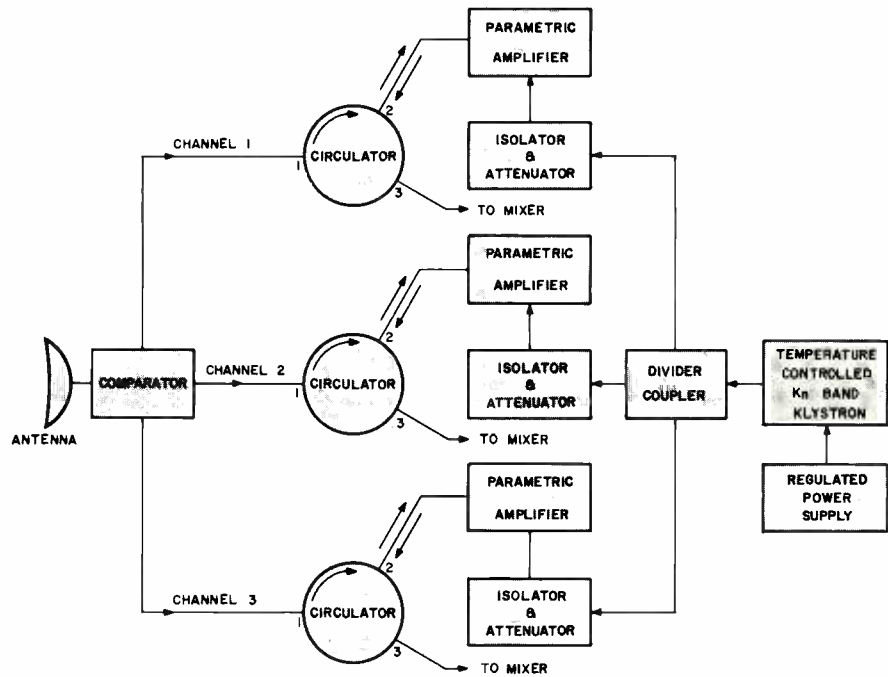 PARAMETRIC
AMPLIFIER
2
CHANNEL 1
CIRCULATOR
1
3
ISOLATOR
&
ATTENUATOR
TO MIXER
PARAMETRIC
AMPLIFIER
2
ANTENNA
COMPARATOR
CHANNEL 2
CIRCULATOR
1
3
ISOLATOR
&
ATTENUATOR
DIVIDER
COUPLER
TEMPERATURE
CONTROLLED
Kn BAND
KLYSTRON
TO MIXER
REGULATED
POWER
SUPPLY
PARAMETRIC
AMPLIFIER
2
CHANNEL 3
CIRCULATOR
1
3
ISOLATOR
&
ATTENUATOR
TO MIXER